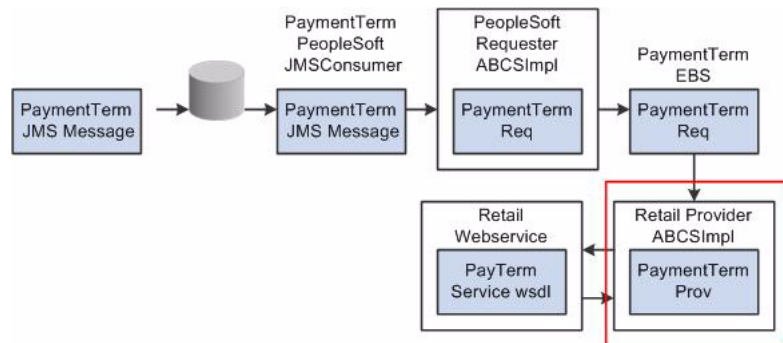 PaymentTerm
JMS Message
PaymentTerm
PeopleSoft
JMSConsumer
PaymentTerm
JMS Message
PeopleSoft
Requester
ABCSImpl
PaymentTerm
Req
PaymentTerm
EBS
PaymentTerm
Req
Retail
Webservice
PayTerm
Service wsdl
Retail Provider
ABCSImpl
PaymentTerm
Prov